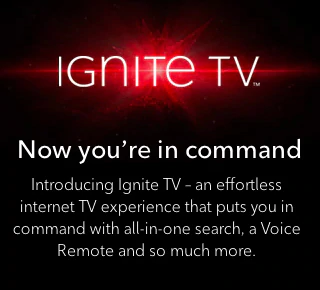 IGNITE TV™
Now you're in command
Introducing Ignite TV – an effortless
internet TV experience that puts you in
command with all-in-one search, a Voice
Remote and so much more.